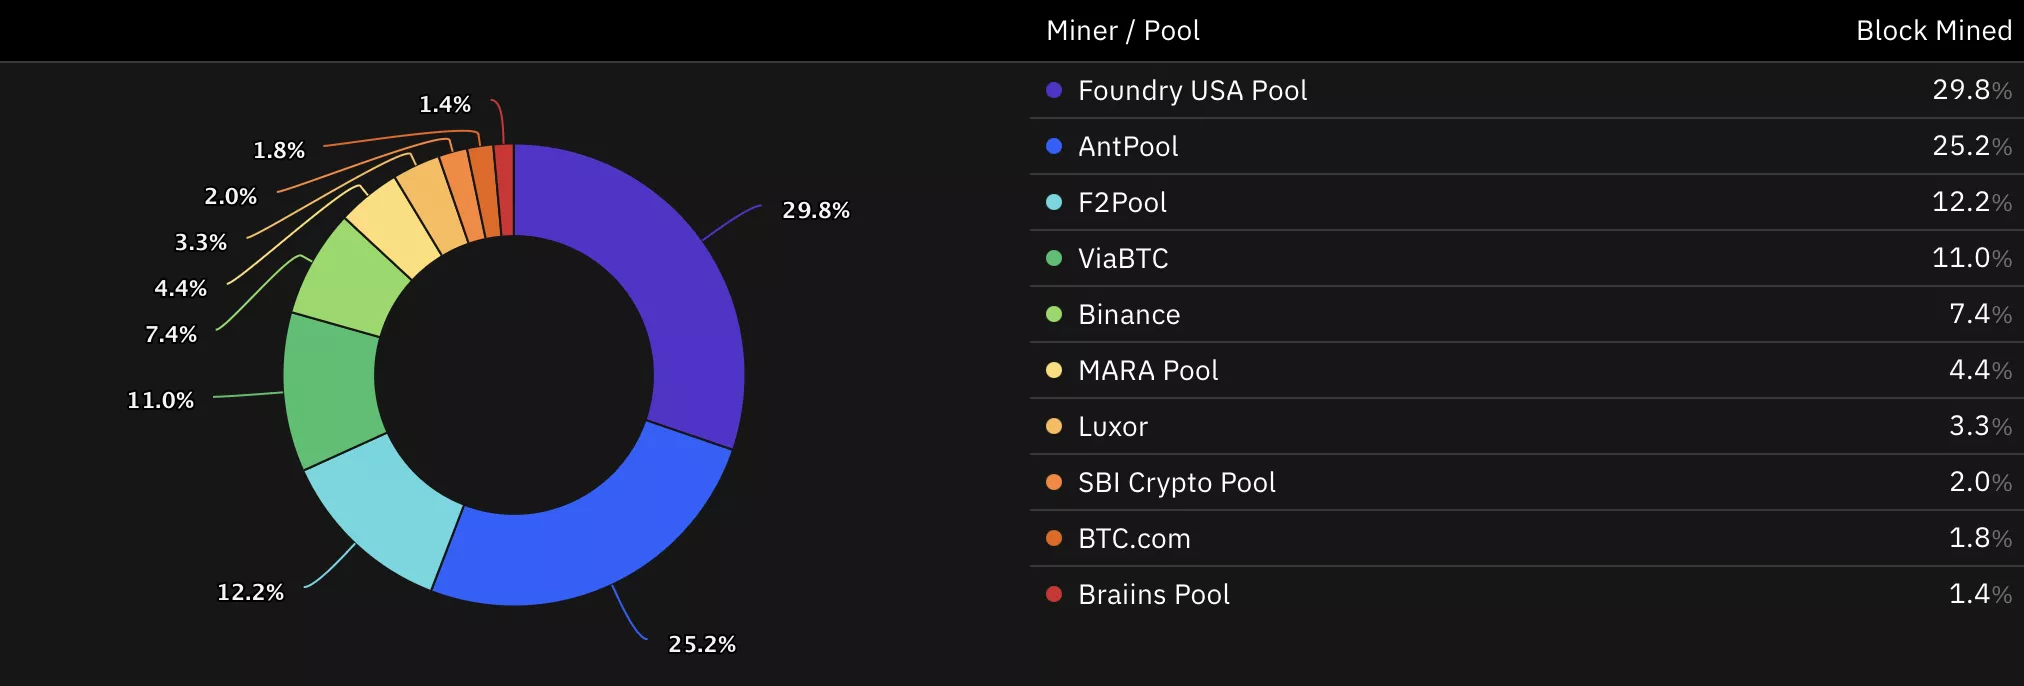 Miner / Pool Block Mined
Foundry USA Pool 29.8%
AntPool 25.2%
F2Pool 12.2%
ViaBTC 11.0%
Binance 7.4%
MARA Pool 4.4%
Luxor 3.3%
SBI Crypto Pool 2.0%
BTC.com 1.8%
Braiins Pool 1.4%
1.4%
1.8%
2.0%
3.3%
4.4%
7.4%
11.0%
12.2%
25.2%
29.8%